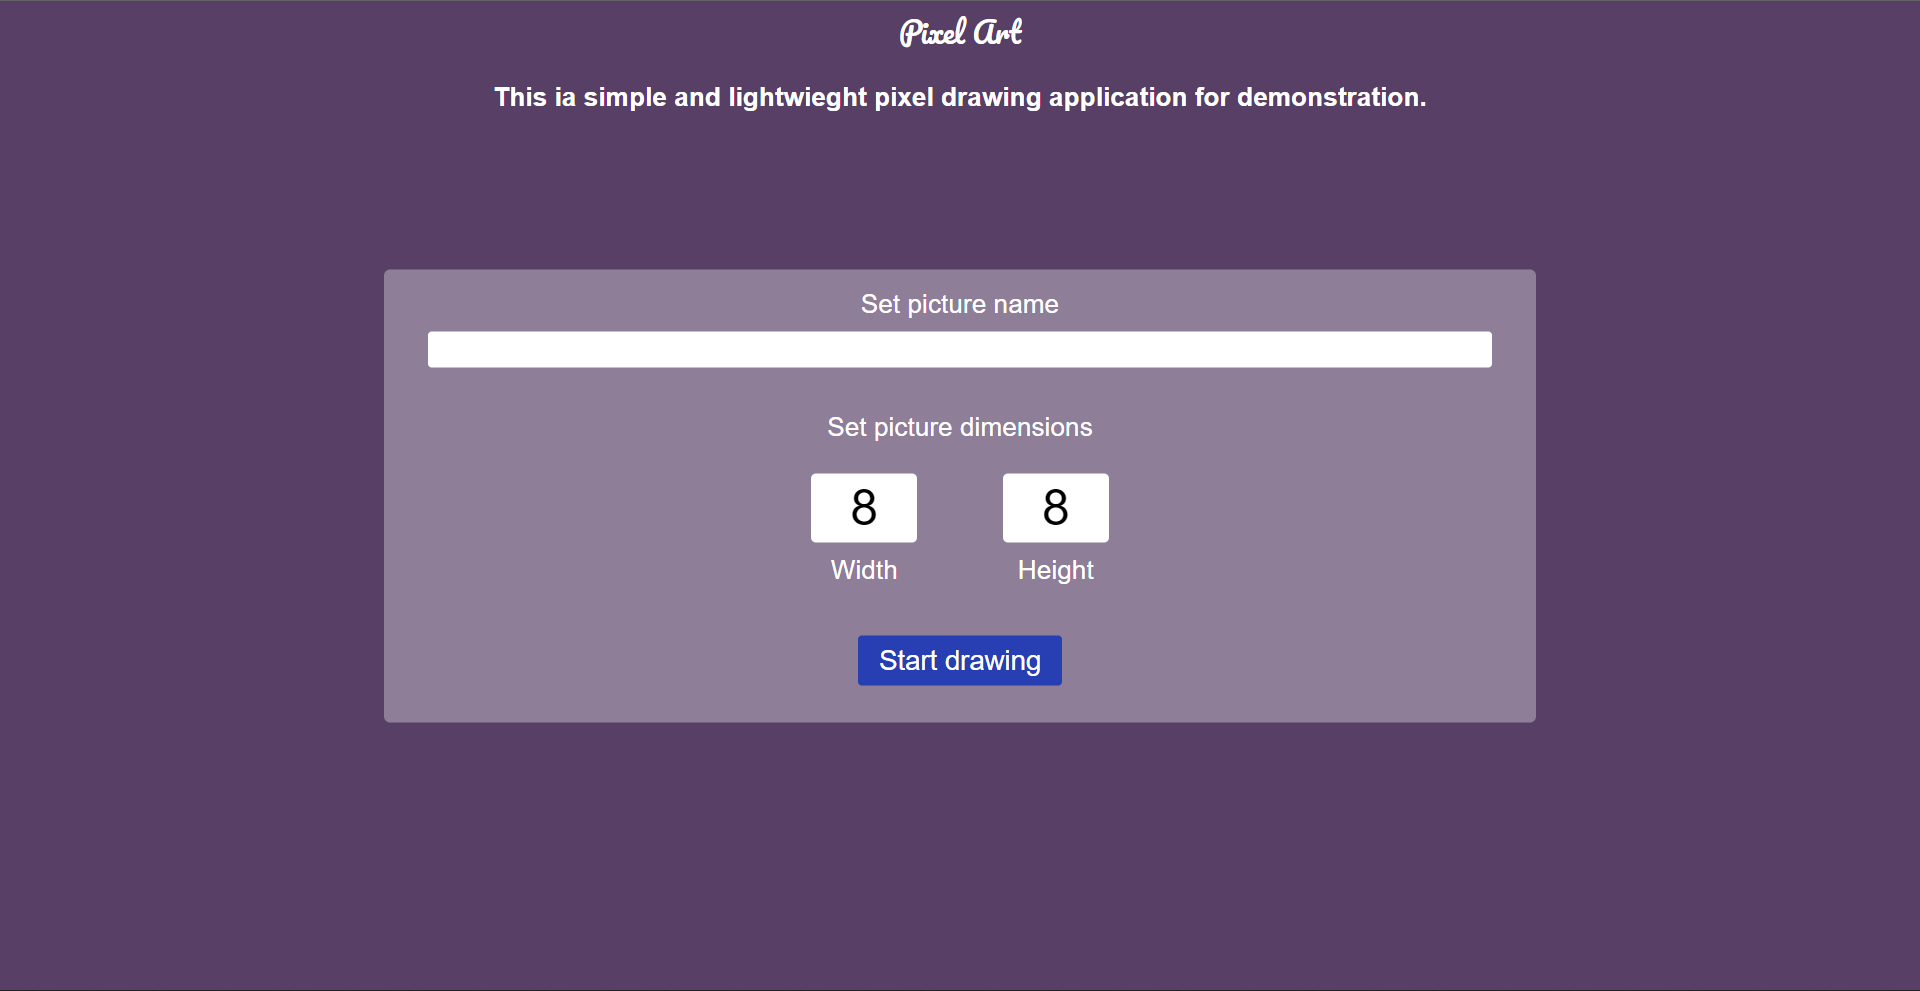 Pixel Art
This ia simple and lightwieght pixel drawing application for demonstration.
Set picture name
Set picture dimensions
8 8
Width Height
Start drawing